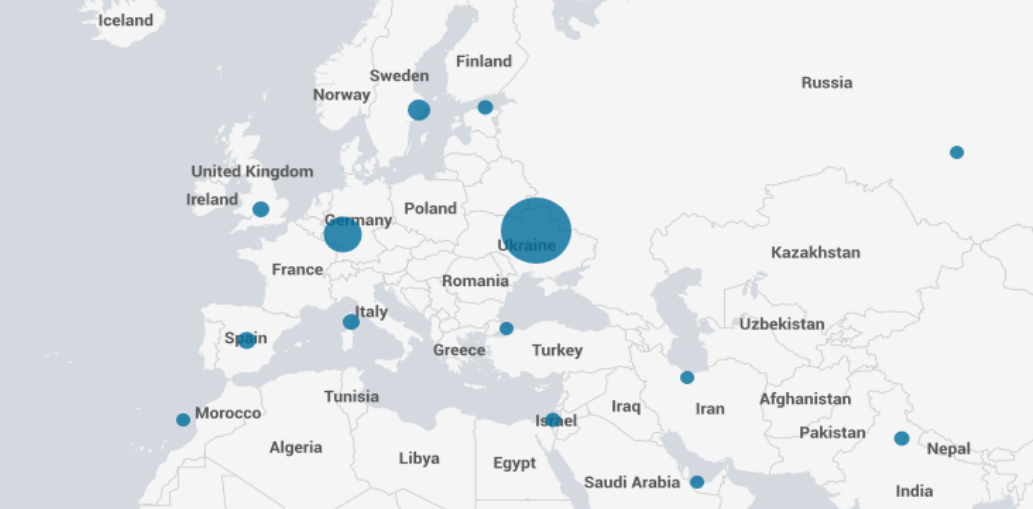 Iceland
Finland
Sweden
Russia
Norway
United Kingdom
Ireland
Poland
Germany
Ukraine
Kazakhstan
France
Romania
Italy
Uzbekistan
Spain
Greece
Turkey
Tunisia
Afghanistan
Iraq
Iran
Morocco
Israel
Pakistan
Algeria
Nepal
Libya
Egypt
Saudi Arabia
India